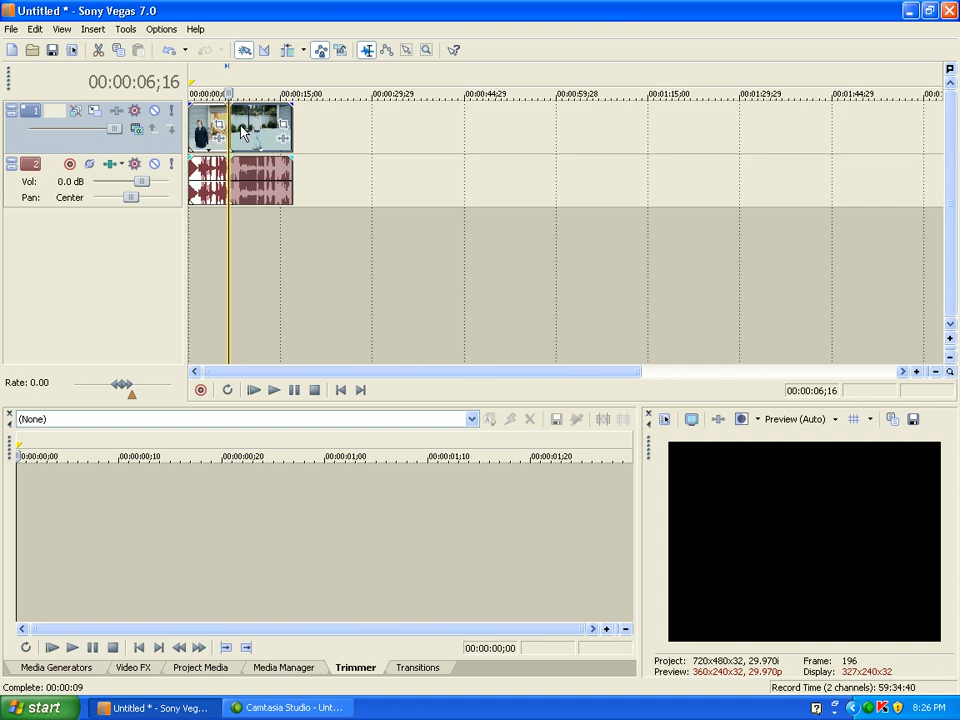 Untitled * - Sony Vegas 7.0
File Edit View Insert Tools Options Help
00:00:06;16
00:00:15;00 00:00:29;29 00:00:44;29 00:00:59;28 00:01:15;00 00:01:29;29 00:01:44;29
1
2
Vol: 0.0 dB
Pan: Center
Rate: 0.00
00:00:06;16
(None)
Preview (Auto)
00:00:00;00 00:00:00;10 00:00:00;20 00:00:01;00 00:00:01;10 00:00:01;20
00:00:00;00
Media Generators Video FX Project Media Media Manager Trimmer Transitions
Project: 720x480x32, 29.970i Frame: 196
Preview: 360x240x32, 29.970p Display: 327x240x32
Complete: 00:00:09
Record Time (2 channels): 59:34:40
start Untitled * - Sony Veg... Camtasia Studio - Unt... 8:26 PM